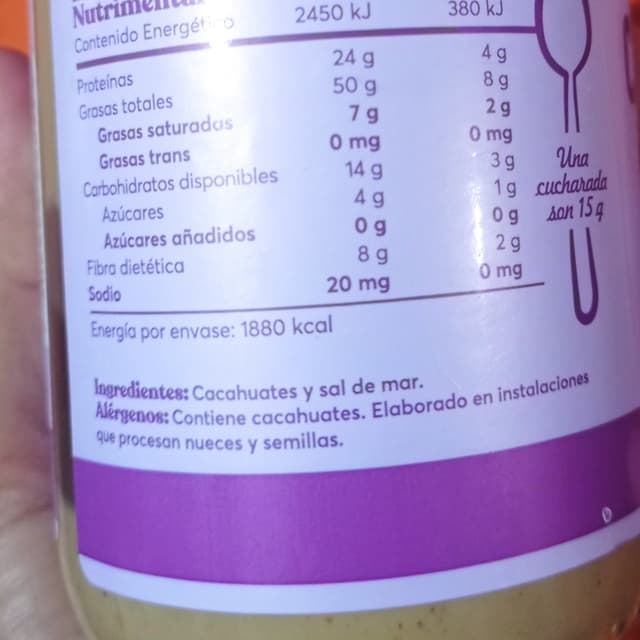 Contenido Energético 2450 kJ 380 kJ
Proteínas 24 g 4 g
Grasas totales 50 g 8 g
Grasas saturadas 7 g 2 g
Grasas trans 0 mg 0 mg
Carbohidratos disponibles 14 g 3 g
Azúcares 4 g 1 g
Azúcares añadidos 0 g 0 g
Fibra dietética 8 g 2 g
Sodio 20 mg 0 mg
Una
cucharada
son 15 g
Energía por envase: 1880 kcal
Ingredientes: Cacahuates y sal de mar.
Alérgenos: Contiene cacahuates. Elaborado en instalaciones
que procesan nueces y semillas.